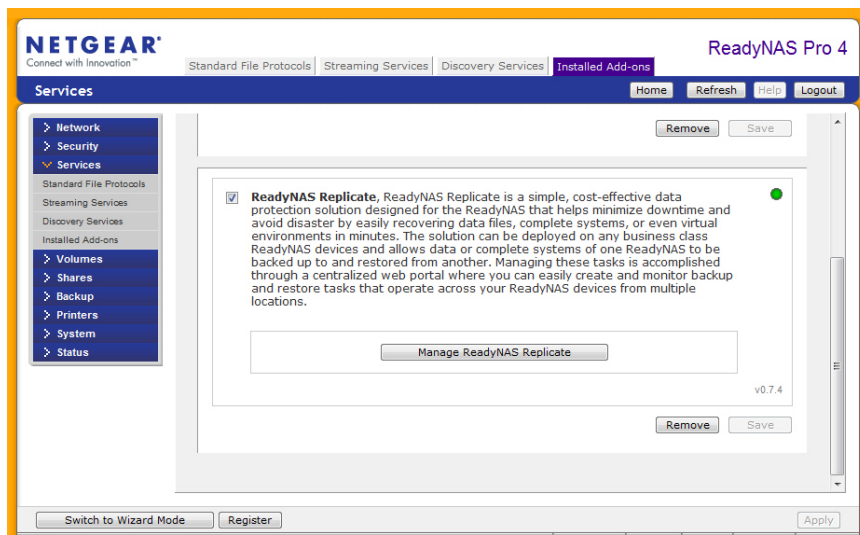 NETGEAR®
Connect with Innovation™
ReadyNAS Pro 4
Standard File Protocols
Streaming Services
Discovery Services
Installed Add-ons
Services
Home
Refresh
Help
Logout
Network
Security
Services
Standard File Protocols
Streaming Services
Discovery Services
Installed Add-ons
Volumes
Shares
Backup
Printers
System
Status
Remove
Save
ReadyNAS Replicate, ReadyNAS Replicate is a simple, cost-effective data
protection solution designed for the ReadyNAS that helps minimize downtime and
avoid disaster by easily recovering data files, complete systems, or even virtual
environments in minutes. The solution can be deployed on any business class
ReadyNAS devices and allows data or complete systems of one ReadyNAS to be
backed up to and restored from another. Managing these tasks is accomplished
through a centralized web portal where you can easily create and monitor backup
and restore tasks that operate across your ReadyNAS devices from multiple
locations.
Manage ReadyNAS Replicate
v0.7.4
Remove
Save
Switch to Wizard Mode
Register
Apply